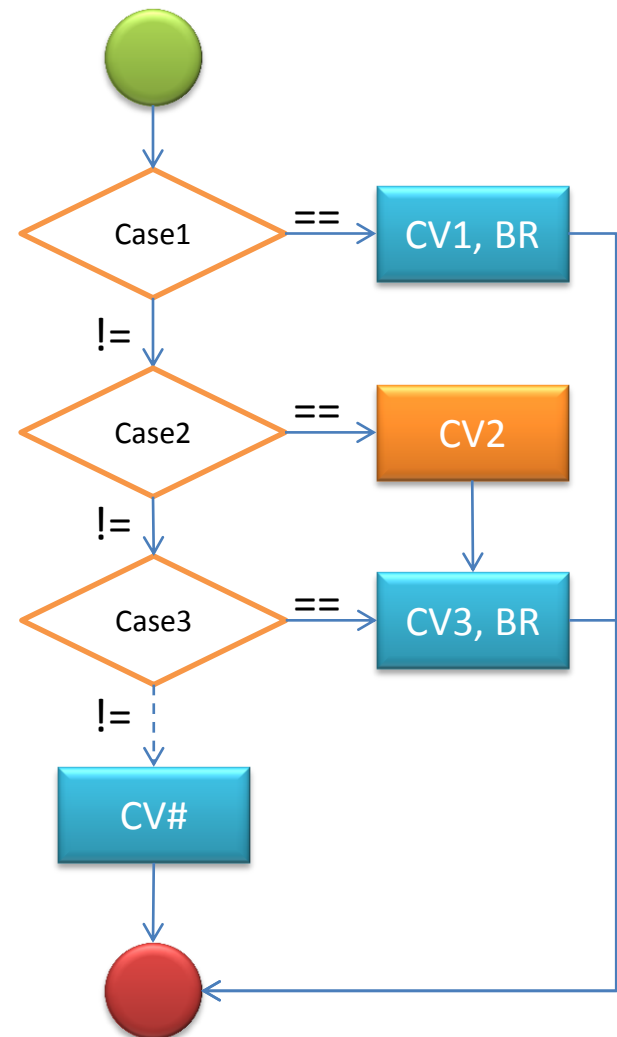 Case1
==
CV1, BR
!=
Case2
==
CV2
!=
Case3
==
CV3, BR
!=
CV#